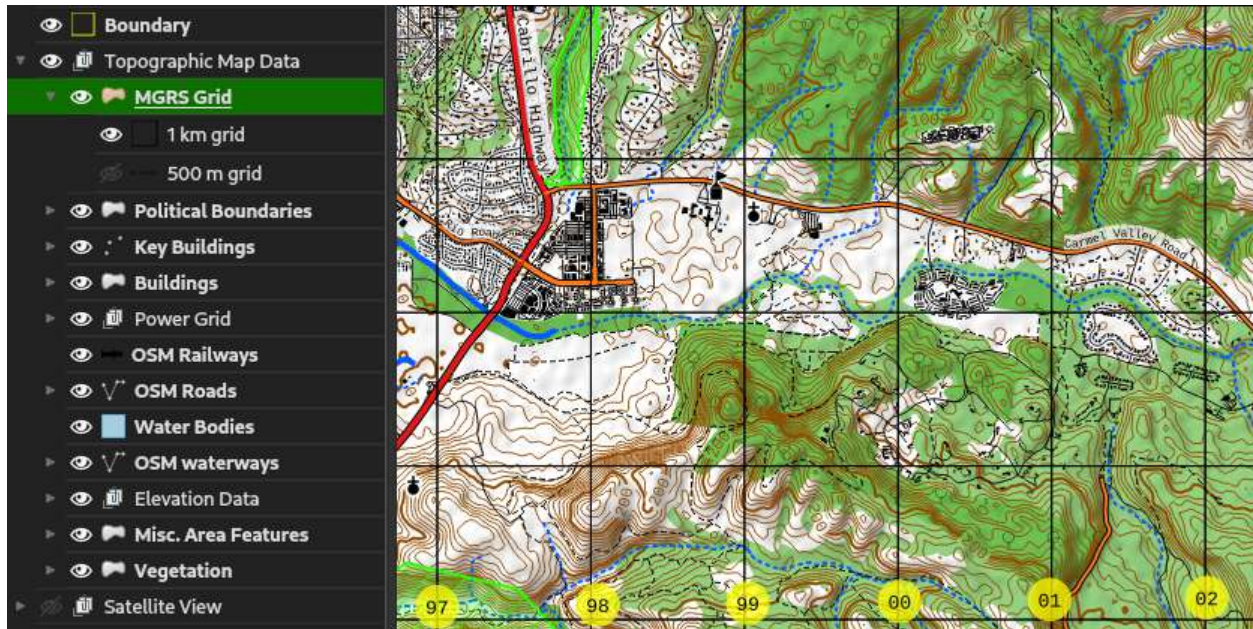 Boundary
Topographic Map Data
MGRS Grid
1 km grid
500 m grid
Political Boundaries
Key Buildings
Buildings
Power Grid
OSM Railways
OSM Roads
Water Bodies
OSM waterways
Elevation Data
Misc. Area Features
Vegetation
Satellite View
Cabrillo Highway
100
100
Rio Road
Carmel Valley Road
97
98
99
00
01
02